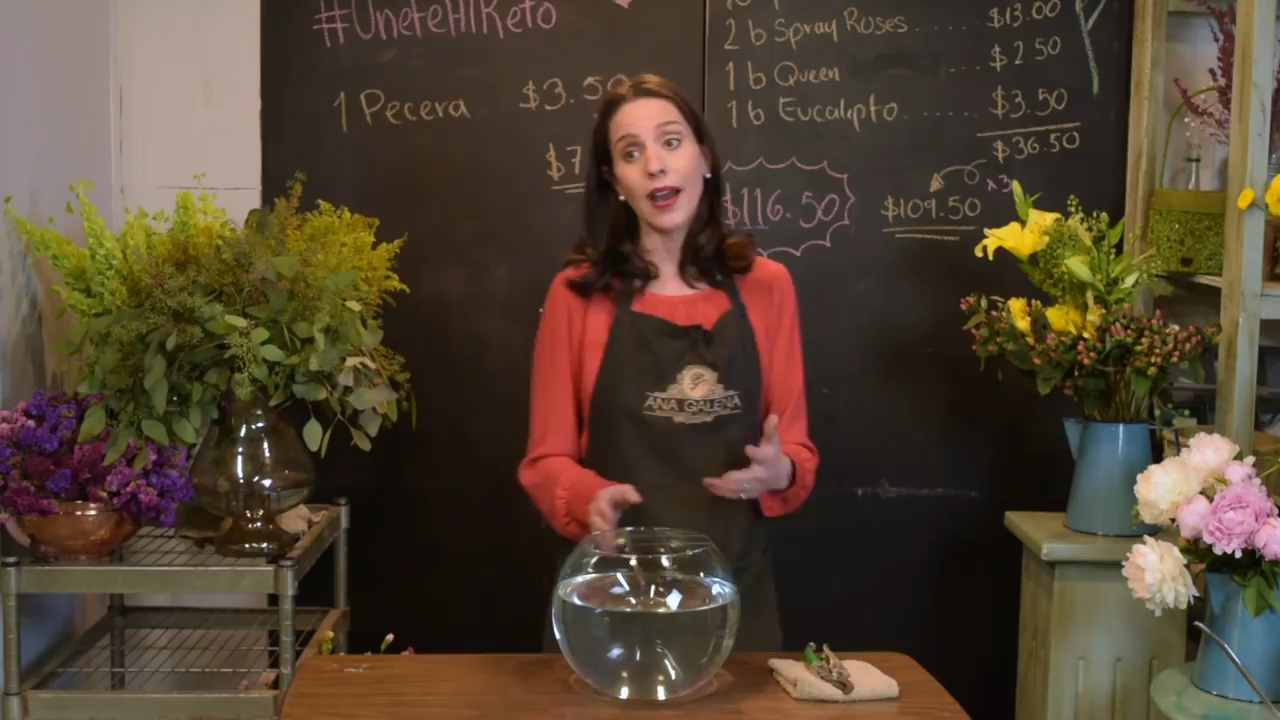 #UneteAlReto
1 Pecera $3.50
$7
2 b Spray Roses..... $13.00
1 b Queen .... $2.50
1 b Eucalipto....... $3.50
$36.50
x3
$116.50
$109.50
ANA GALENA